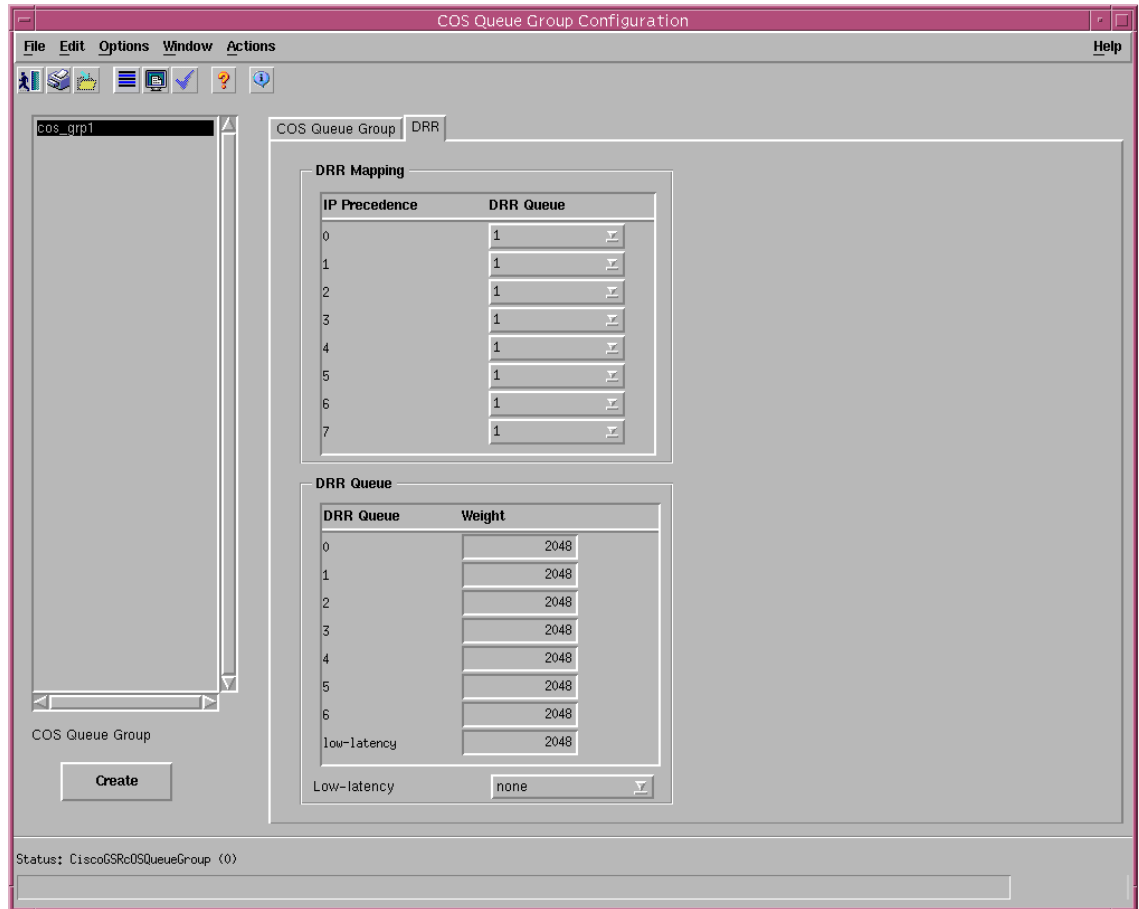 COS Queue Group Configuration
File Edit Options Window Actions Help
cos_grp1
COS Queue Group DRR
DRR Mapping
IP Precedence DRR Queue
0 1
1 1
2 1
3 1
4 1
5 1
6 1
7 1
DRR Queue
DRR Queue Weight
0 2048
1 2048
2 2048
3 2048
4 2048
5 2048
6 2048
low-latency 2048
Low-latency none
COS Queue Group
Create
Status: CiscoGSRcOSQueueGroup (0)